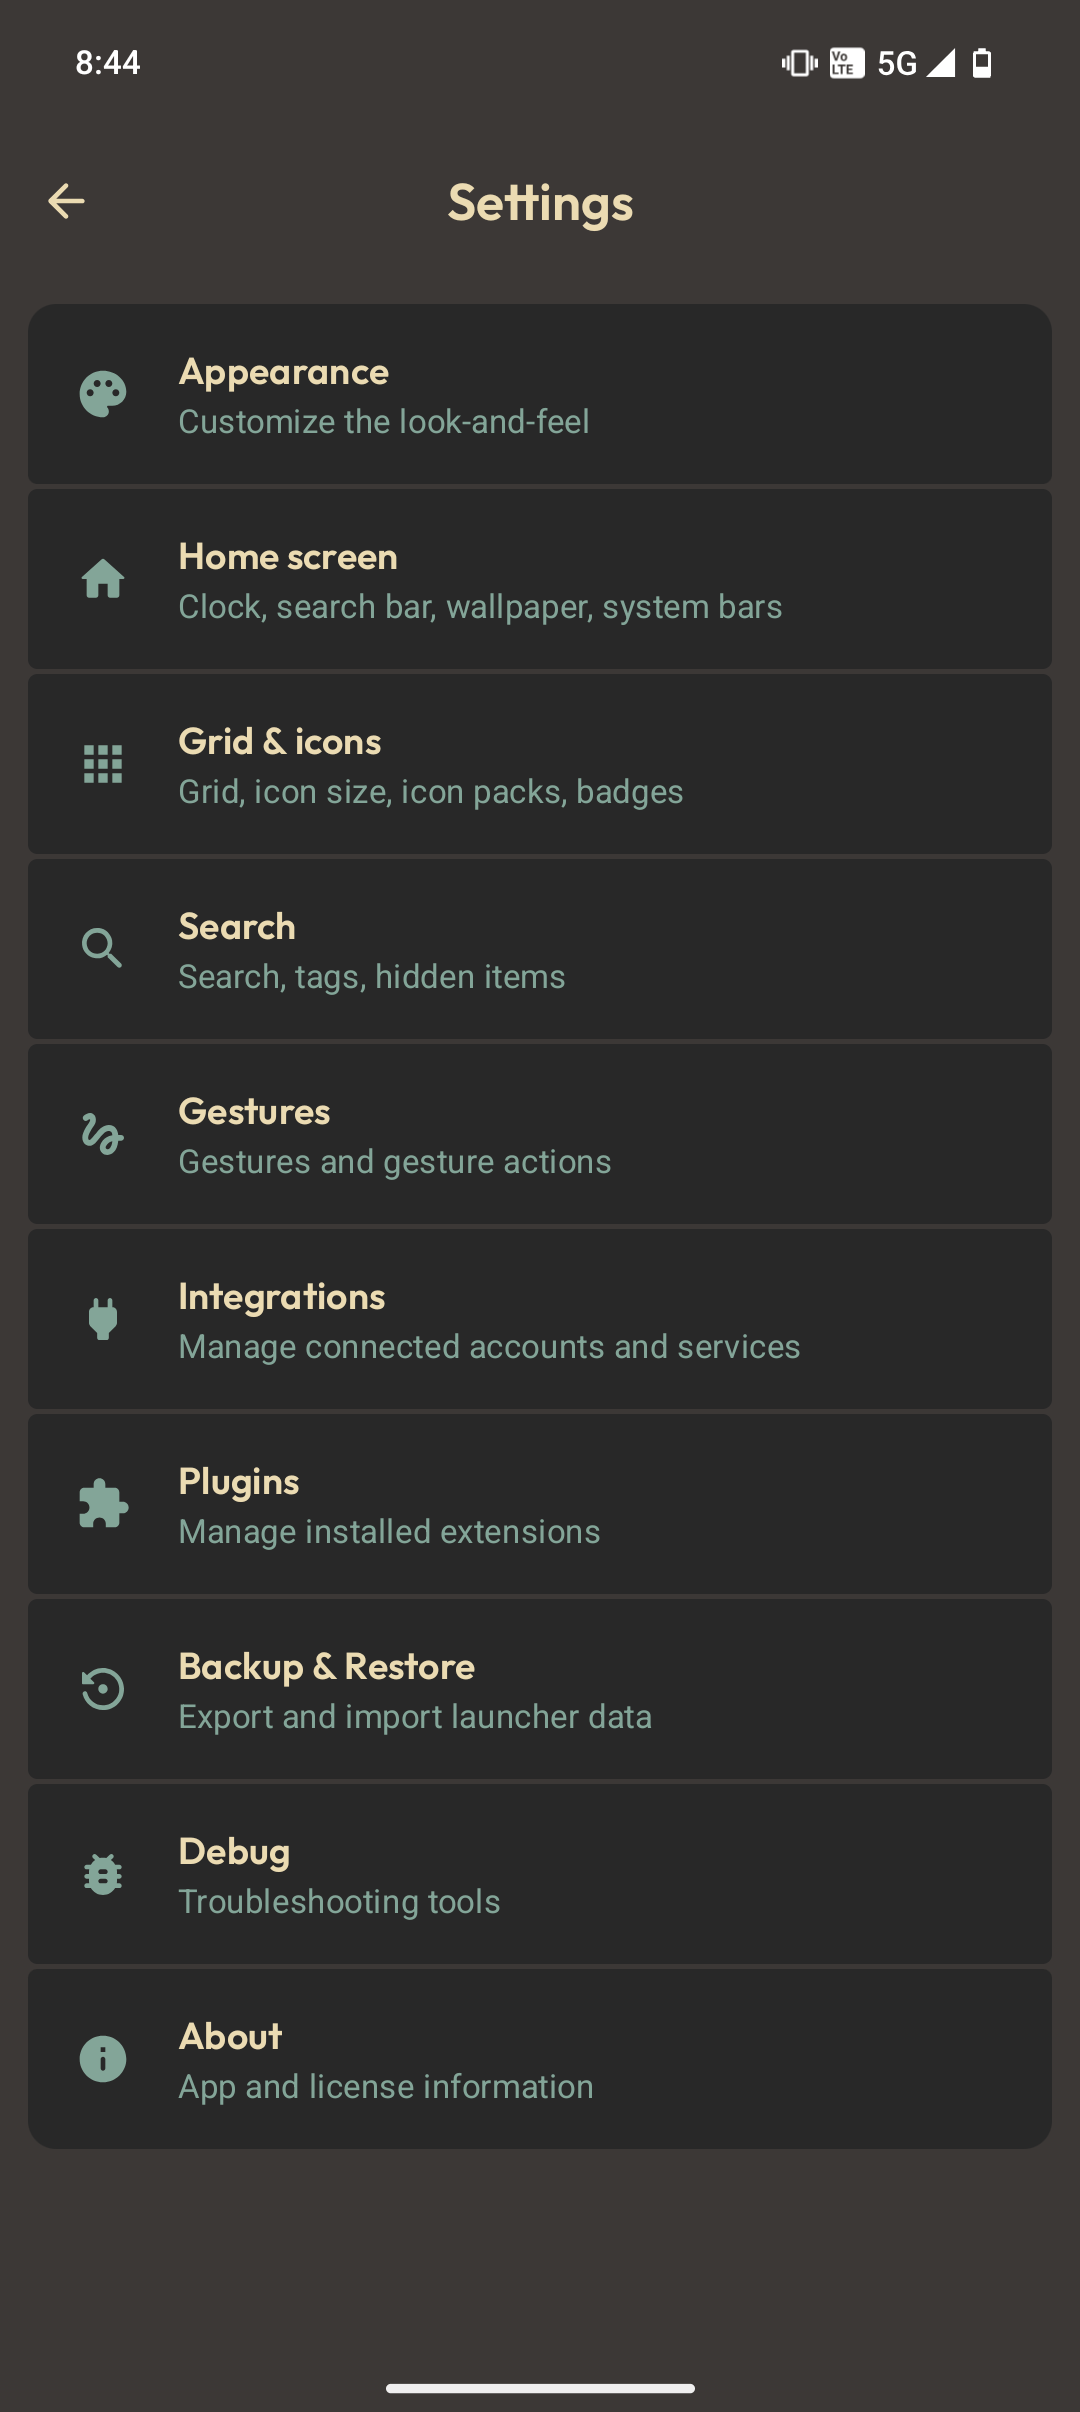 8:44
Vo LTE 5G
Settings
Appearance
Customize the look-and-feel
Home screen
Clock, search bar, wallpaper, system bars
Grid & icons
Grid, icon size, icon packs, badges
Search
Search, tags, hidden items
Gestures
Gestures and gesture actions
Integrations
Manage connected accounts and services
Plugins
Manage installed extensions
Backup & Restore
Export and import launcher data
Debug
Troubleshooting tools
About
App and license information